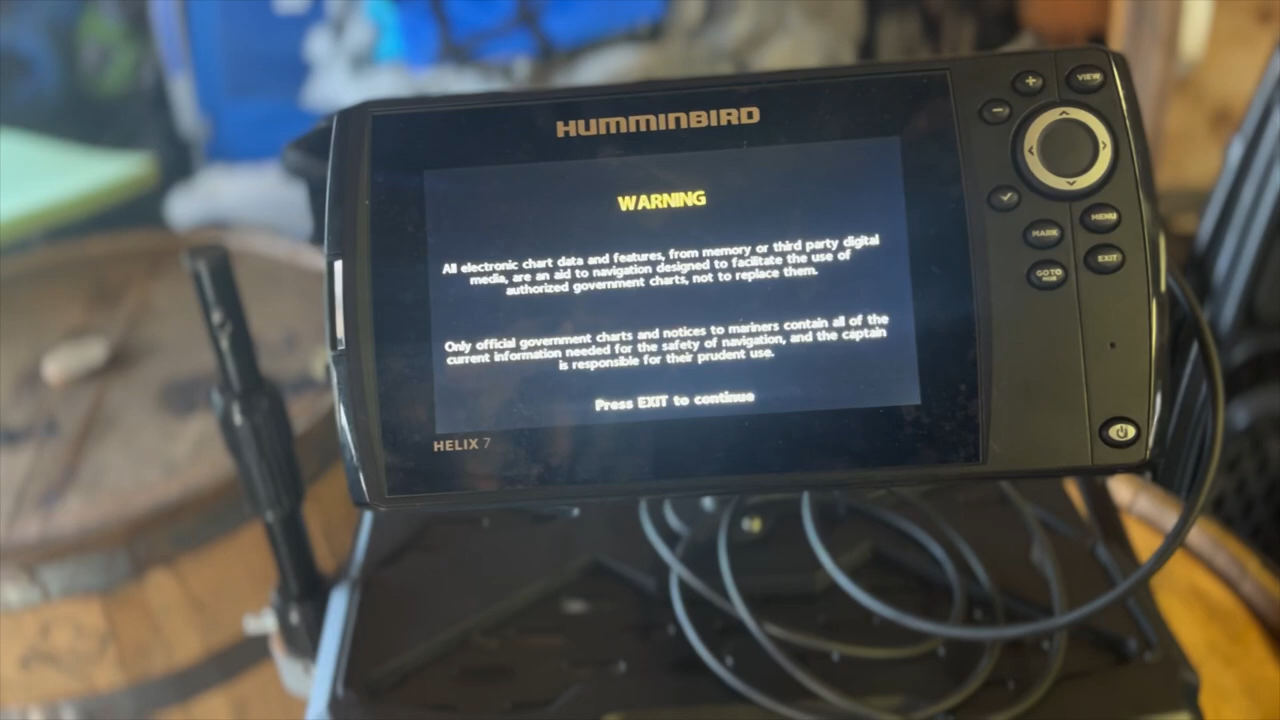 HUMMINBIRD
WARNING
All electronic chart data and features, from memory or third party digital
media, are an aid to navigation designed to facilitate the use of
authorized government charts, not to replace them.
Only official government charts and notices to mariners contain all of the
current information needed for the safety of navigation, and the captain
is responsible for their prudent use.
Press EXIT to continue
HELIX 7
+
VIEW
-
MARK
MENU
GO TO
EXIT